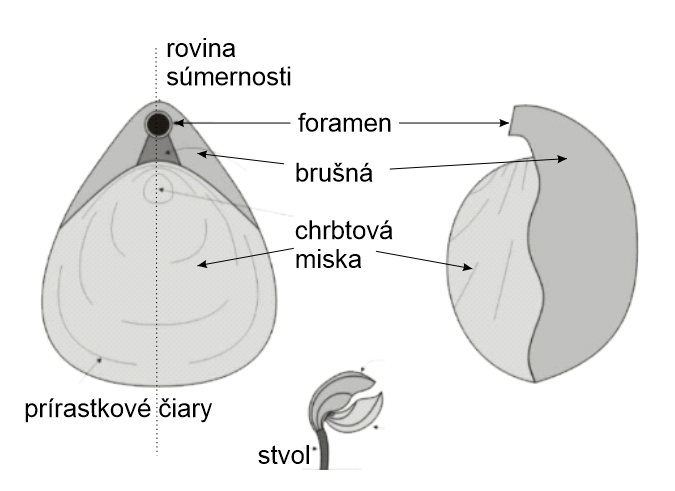 rovina
súmernosti
foramen
brušná
chrbtová
miska
prírastkové čiary
stvol